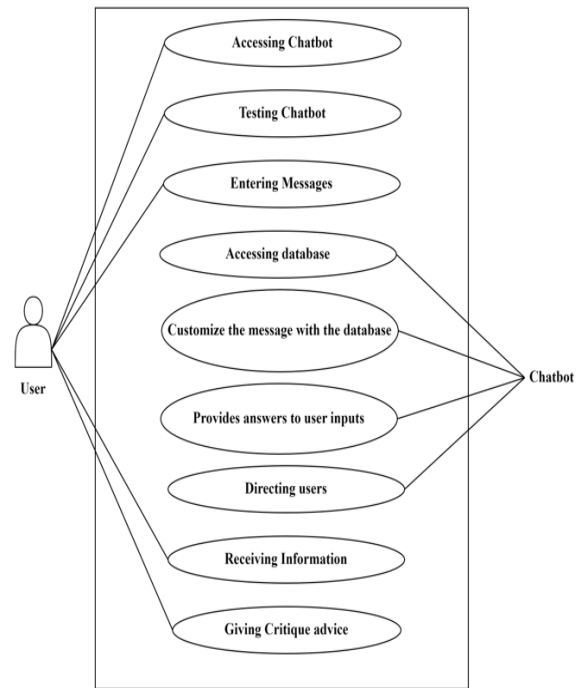 Accessing Chatbot
Testing Chatbot
Entering Messages
Accessing database
Customize the message with the database
Provides answers to user inputs
Directing users
Receiving Information
Giving Critique advice
User
Chatbot